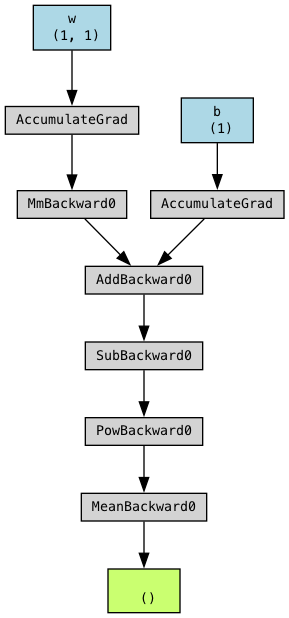 w
(1, 1)
AccumulateGrad
b
(1)
MmBackward0
AccumulateGrad
AddBackward0
SubBackward0
PowBackward0
MeanBackward0
()